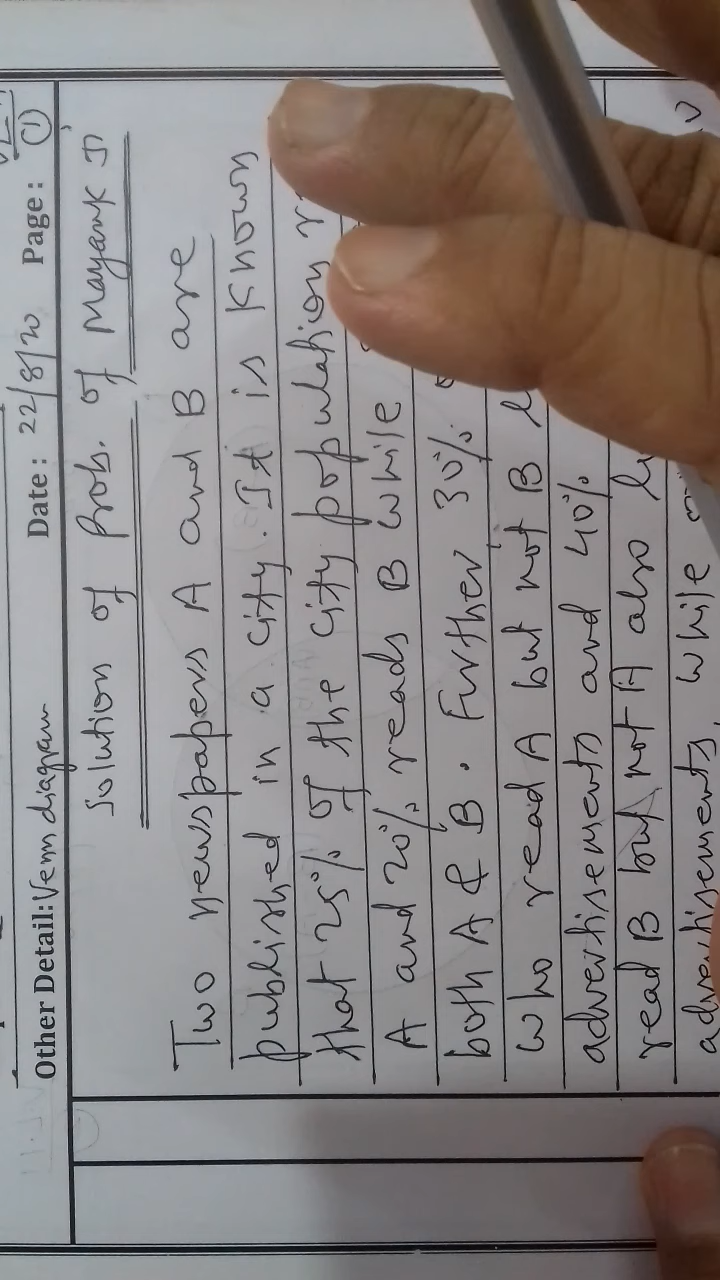 Date: 22/8/20 Page: (1)
Other Detail: Venn diagram
Solution of Prob. of Mayank Ji
Two newspapers A and B are
published in a city. It is known
that 25% of the city population
A and 20% reads B while
both A & B. Further 30%
who read A but not B
advertisements and 40%
read B but not A also
advertisements, while